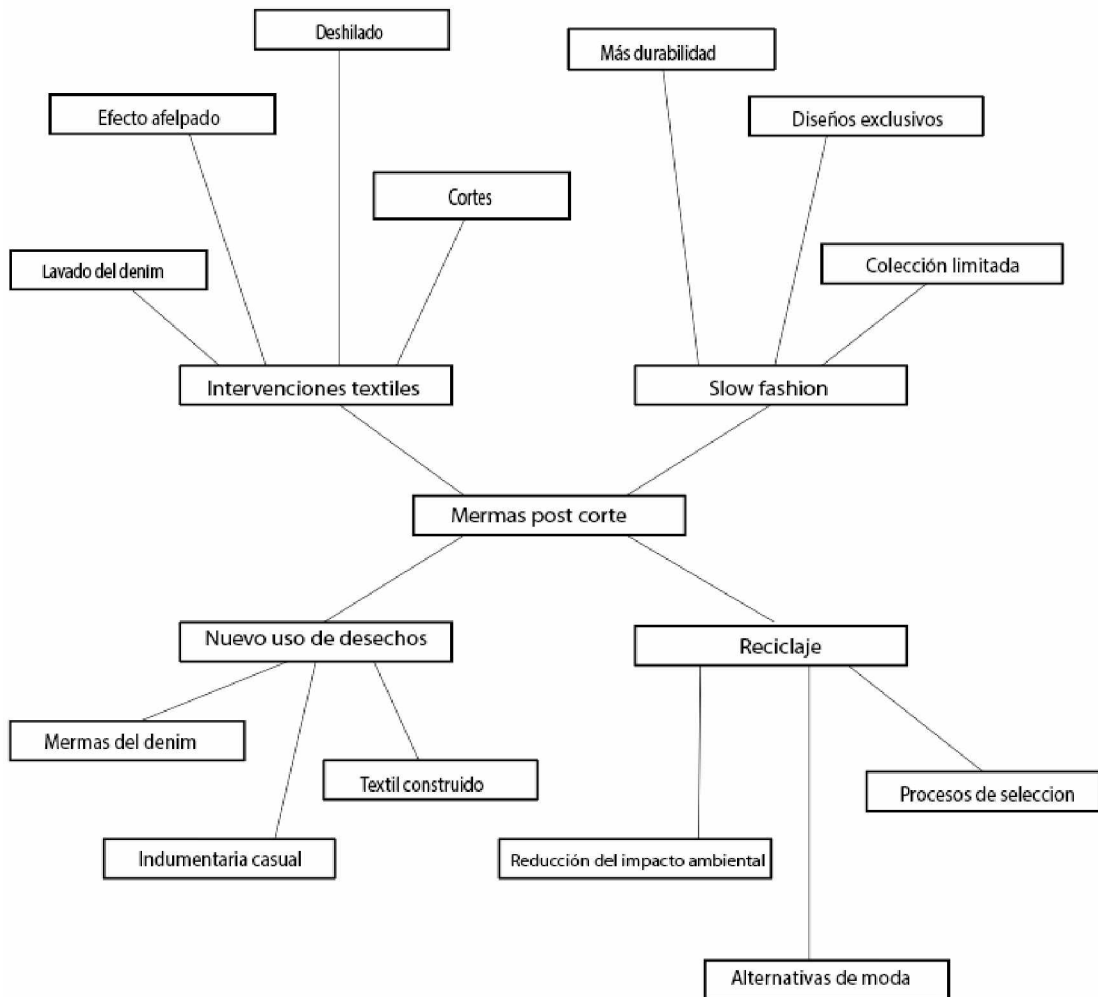 Deshilado
Más durabilidad
Efecto afelpado
Diseños exclusivos
Cortes
Lavado del denim
Colección limitada
Intervenciones textiles
Slow fashion
Mermas post corte
Nuevo uso de desechos
Reciclaje
Mermas del denim
Textil construido
Procesos de seleccion
Indumentaria casual
Reducción del impacto ambiental
Alternativas de moda